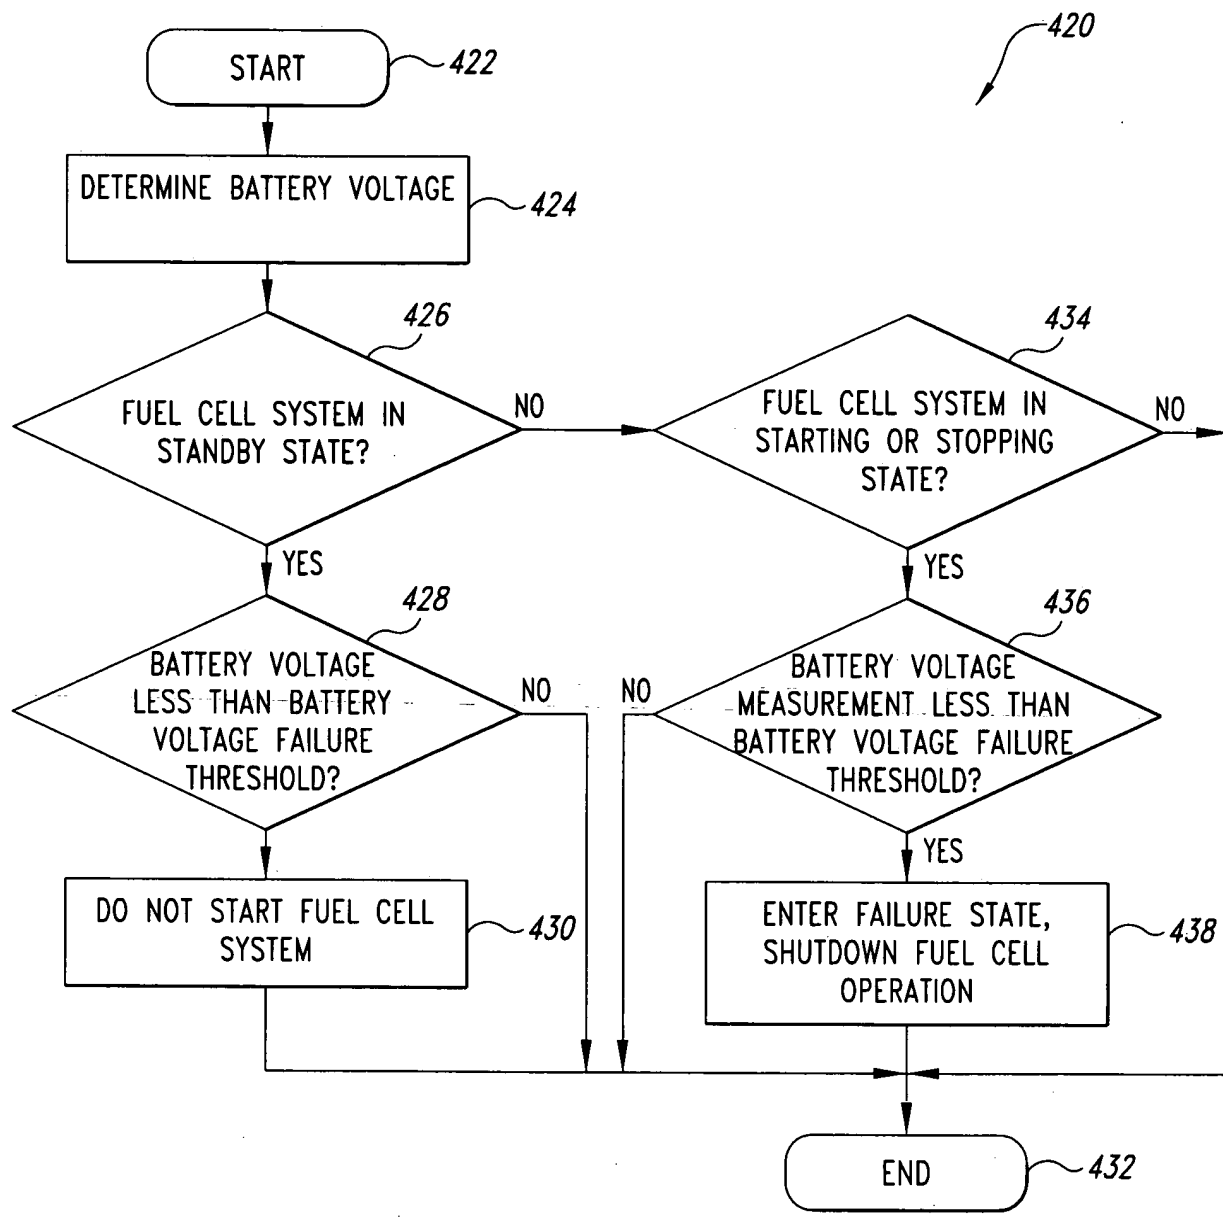 420
START
422
DETERMINE BATTERY VOLTAGE
424
426
FUEL CELL SYSTEM IN
STANDBY STATE?
NO
YES
434
FUEL CELL SYSTEM IN
STARTING OR STOPPING
STATE?
NO
YES
428
BATTERY VOLTAGE
LESS THAN BATTERY
VOLTAGE FAILURE
THRESHOLD?
NO
436
BATTERY VOLTAGE
MEASUREMENT LESS THAN
BATTERY VOLTAGE FAILURE
THRESHOLD?
NO
YES
DO NOT START FUEL CELL
SYSTEM
430
ENTER FAILURE STATE,
SHUTDOWN FUEL CELL
OPERATION
438
END
432